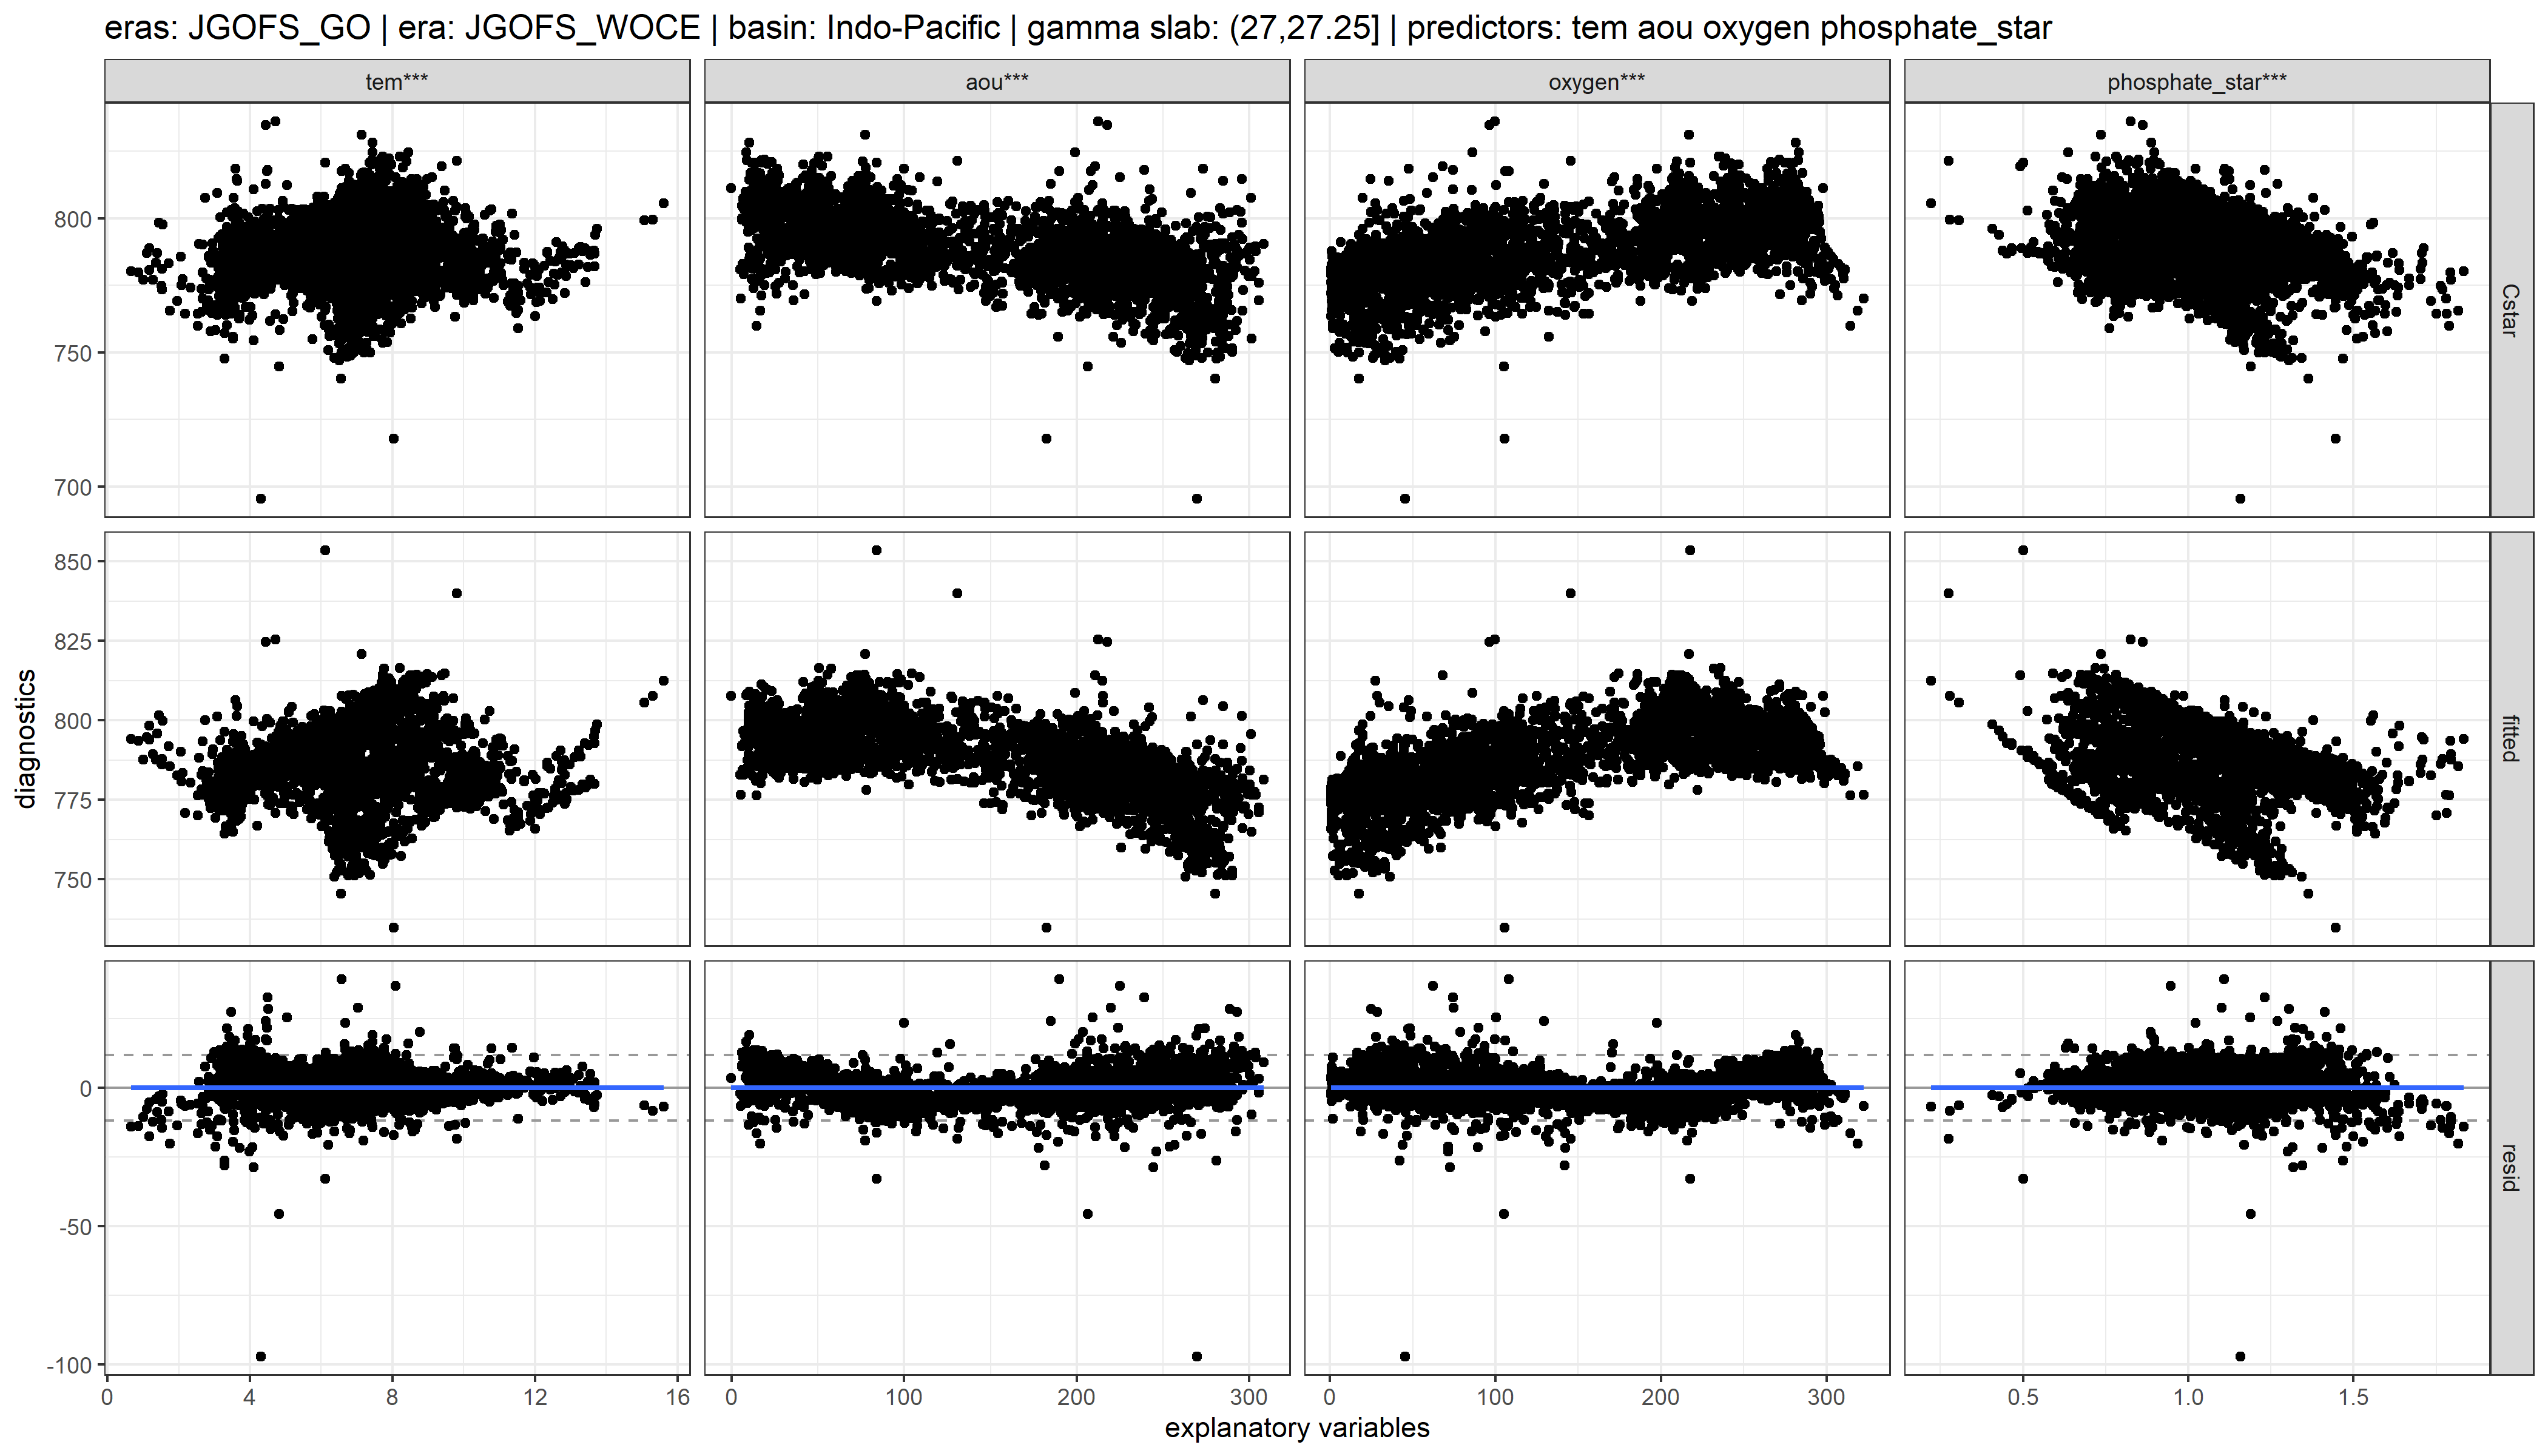 eras: JGOFS_GO | era: JGOFS_WOCE | basin: Indo-Pacific | gamma slab: (27,27.25] | predictors: tem aou oxygen phosphate_star
tem*** aou*** oxygen*** phosphate_star***
800
750
700
Cstar
850
825
800
775
750
fitted
diagnostics
0
-50
-100
resid
0 4 8 12 16 0 100 200 300 0 100 200 300 0.5 1.0 1.5
explanatory variables